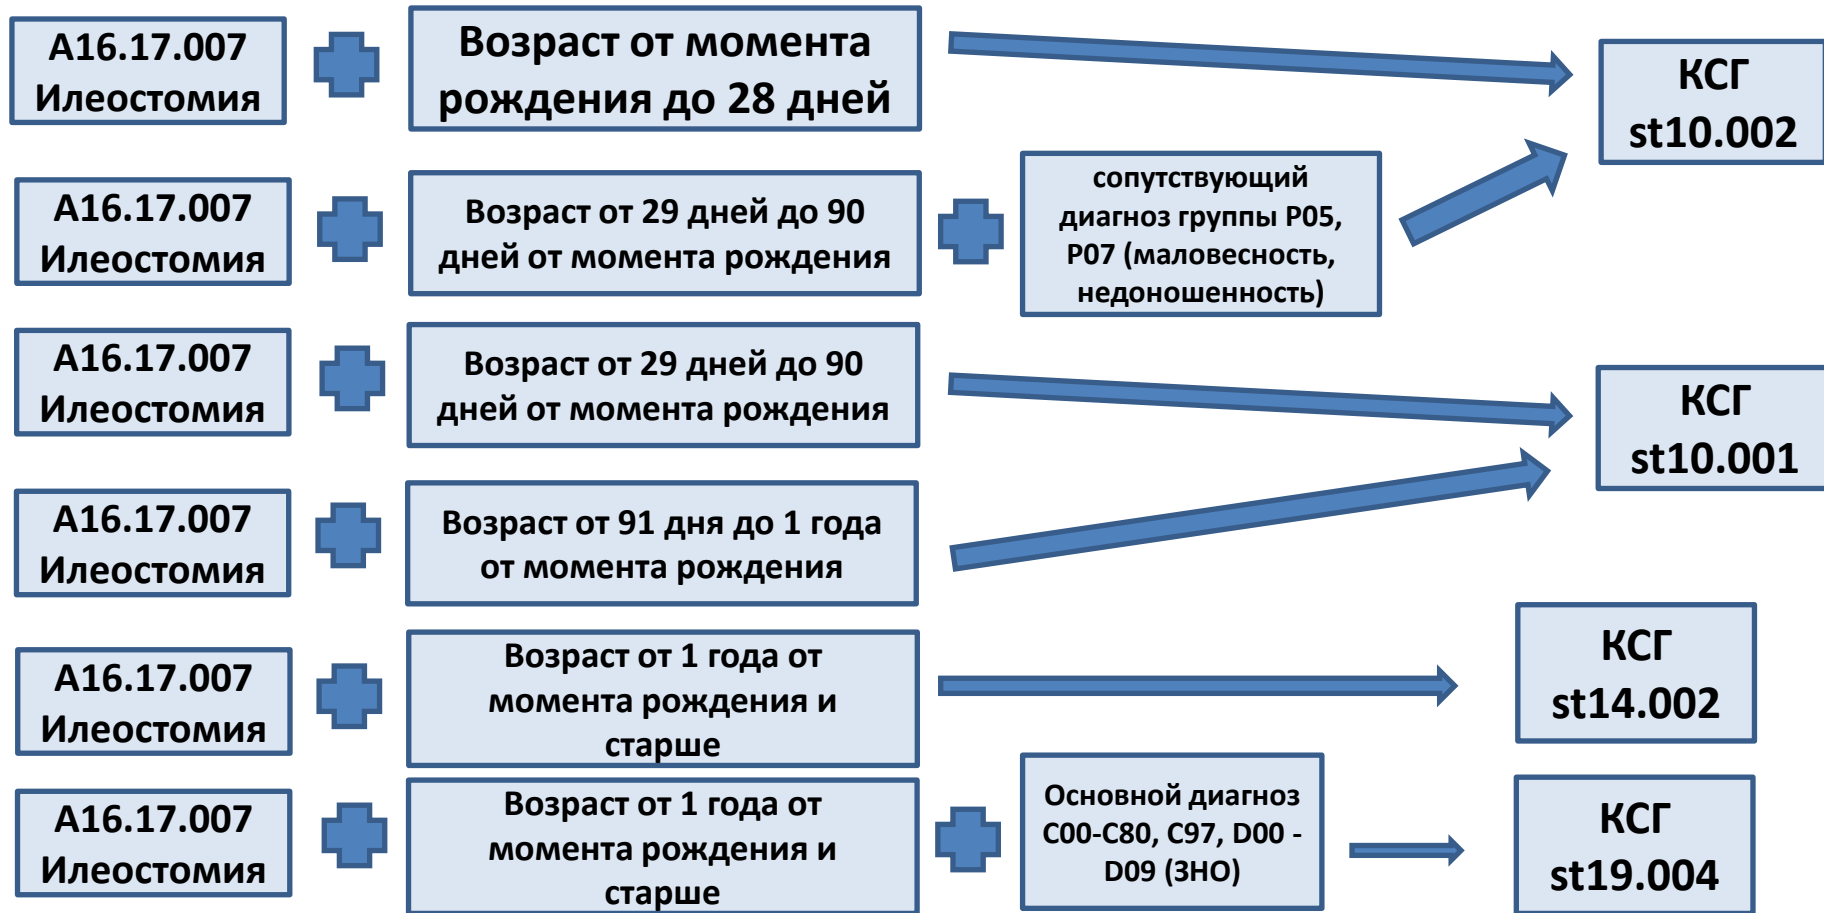 А16.17.007
Илеостомия
Возраст от момента
рождения до 28 дней
КСГ
st10.002
А16.17.007
Илеостомия
Возраст от 29 дней до 90
дней от момента рождения
сопутствующий
диагноз группы Р05,
Р07 (маловесность,
недоношенность)
А16.17.007
Илеостомия
Возраст от 29 дней до 90
дней от момента рождения
КСГ
st10.001
А16.17.007
Илеостомия
Возраст от 91 дня до 1 года
от момента рождения
А16.17.007
Илеостомия
Возраст от 1 года от
момента рождения и
старше
КСГ
st14.002
А16.17.007
Илеостомия
Возраст от 1 года от
момента рождения и
старше
Основной диагноз
С00-С80, С97, D00 -
D09 (ЗНО)
КСГ
st19.004